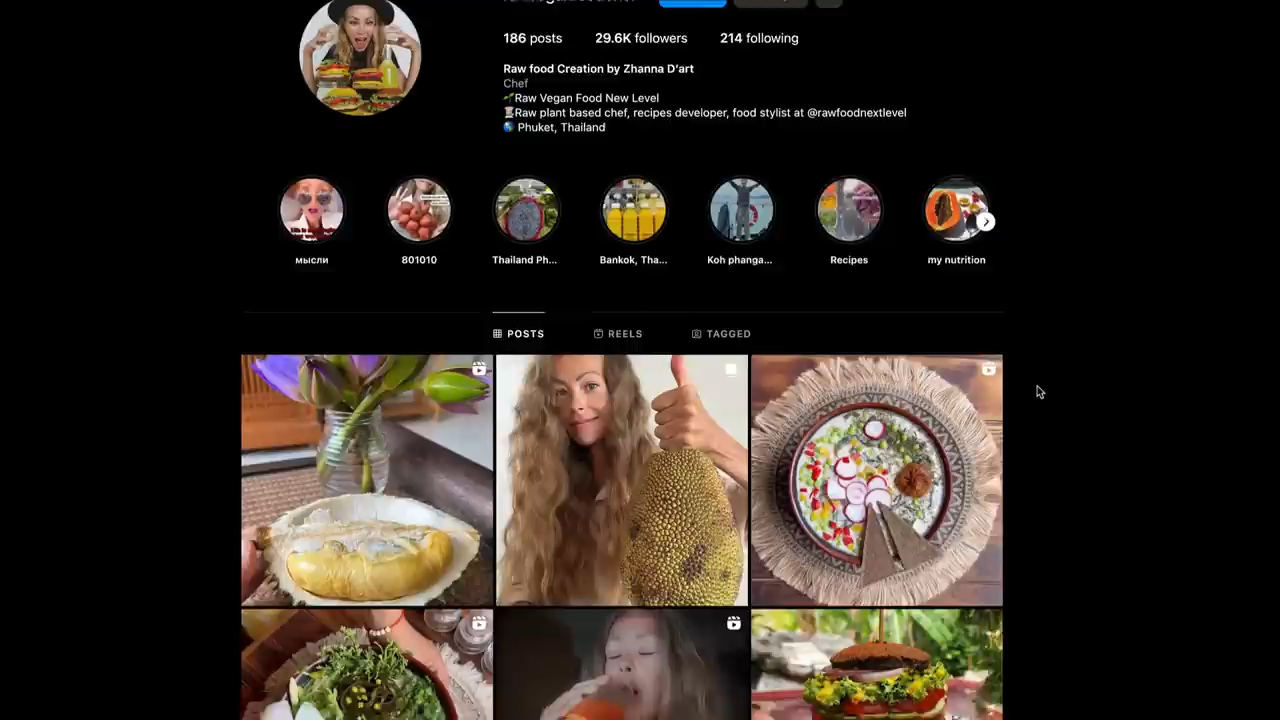 186 posts 29.6K followers 214 following
Raw food Creation by Zhanna D'art
Chef
Raw Vegan Food New Level
Raw plant based chef, recipes developer, food stylist at @rawfoodnextlevel
Phuket, Thailand
мысли 801010 Thailand Ph... Bankok, Tha... Koh phanga... Recipes my nutrition
POSTS REELS TAGGED